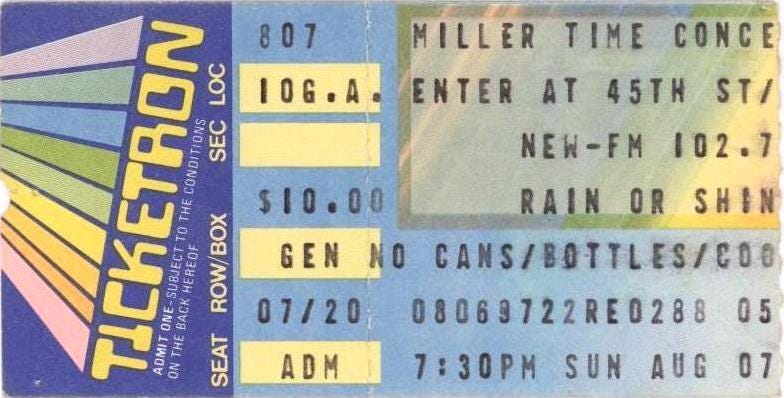 TICKETRON
ADMIT ONE-SUBJECT TO THE CONDITIONS
ON THE BACK HEREOF
SEAT ROW/BOX SEC LOC
807 MILLER TIME CONCE
10G.A. ENTER AT 45TH ST/
NEW-FM 102.7
$10.00 RAIN OR SHIN
GEN NO CANS/BOTTLES/COO
07/20 08069722RE0288 05
ADM 7:30PM SUN AUG 07